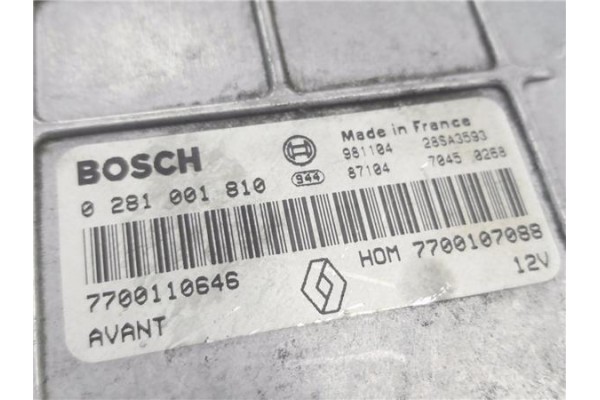 BOSCH
Made in France
981104 28SA3593
0 281 001 810
944
87104 7045 0268
7700110646
HOM 7700107088
AVANT
12V